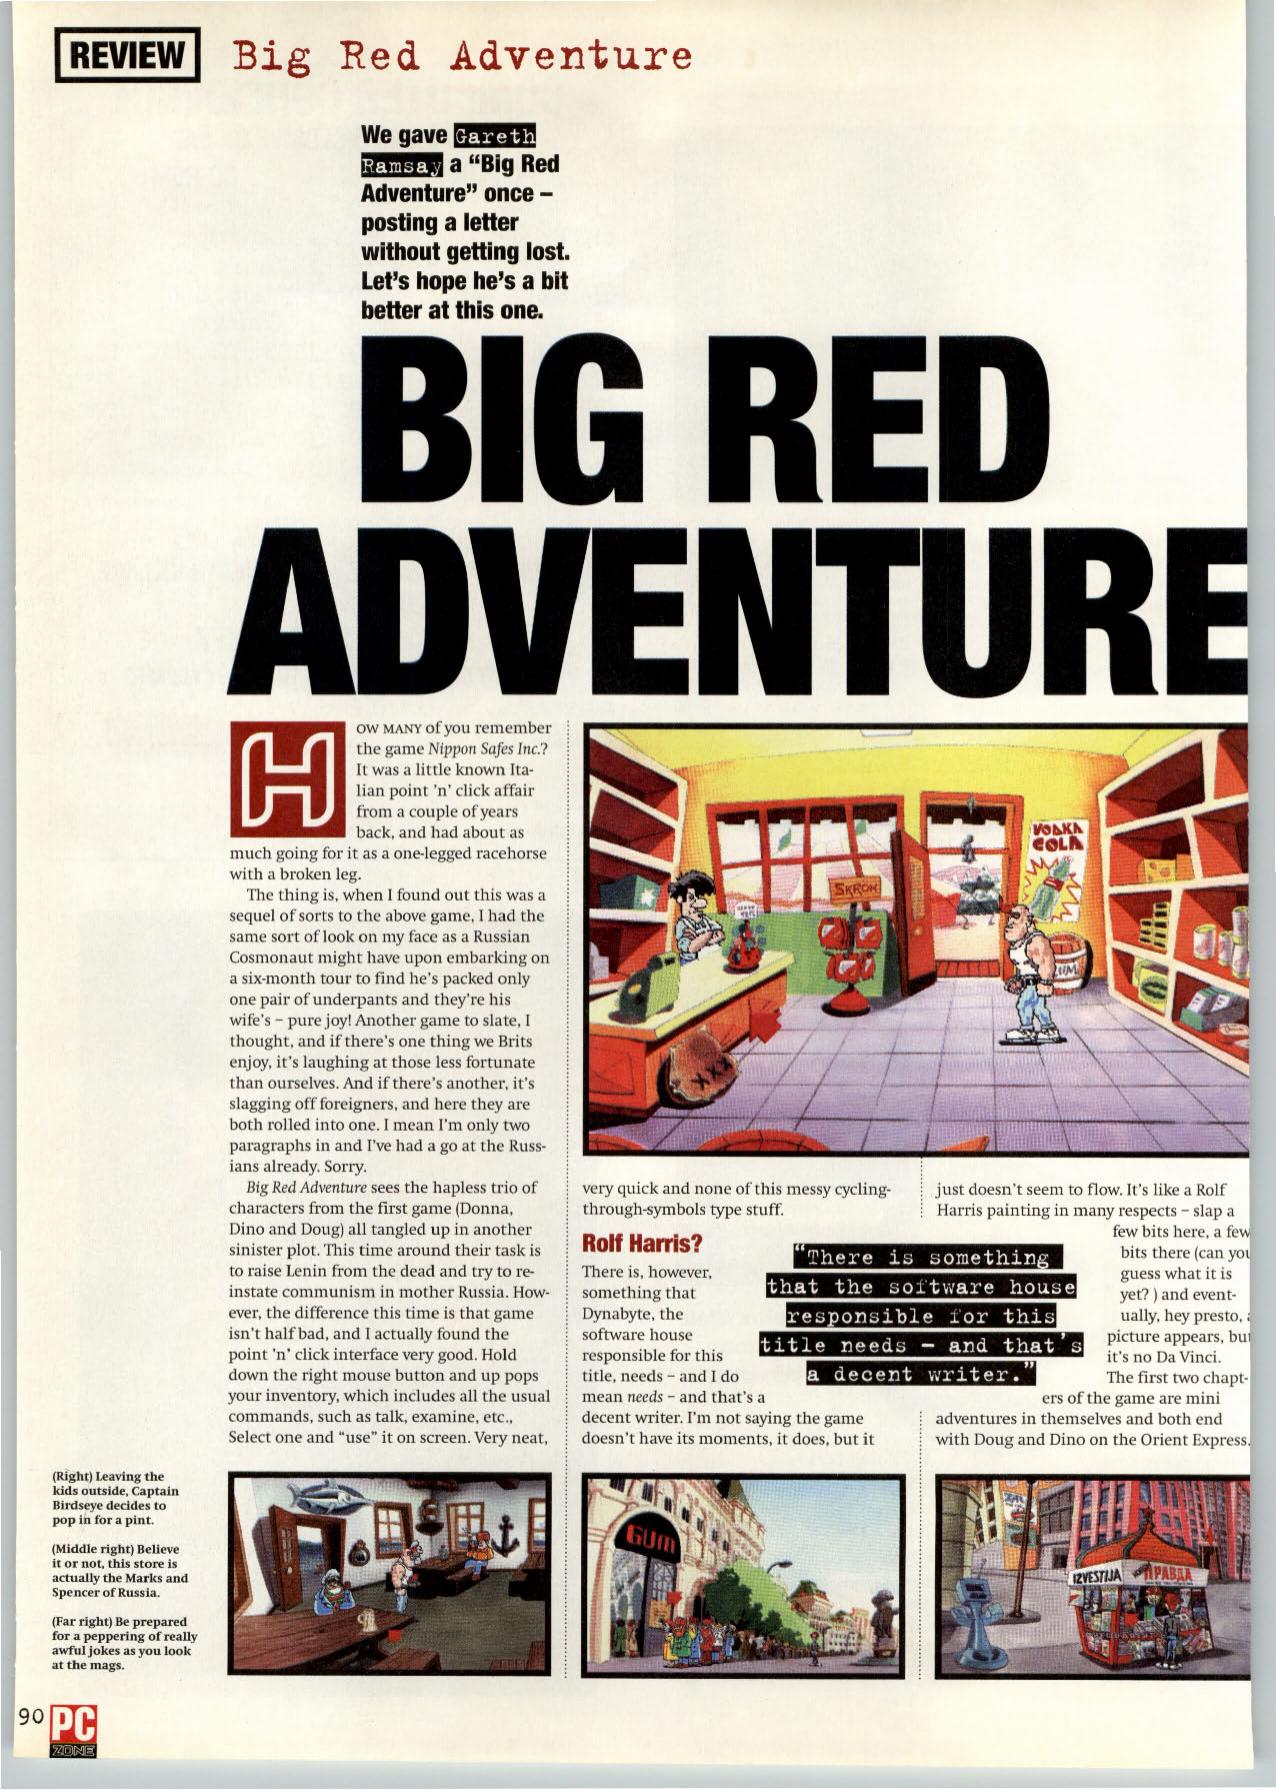 REVIEW Big Red Adventure
We gave Gareth
Ramsay a “Big Red
Adventure” once –
posting a letter
without getting lost.
Let’s hope he’s a bit
better at this one.
BIG RED
ADVENTURE
HOW MANY of you remember
the game Nippon Safes Inc.?
It was a little known Ita-
lian point 'n' click affair
from a couple of years
back, and had about as
much going for it as a one-legged racehorse
with a broken leg.
The thing is, when I found out this was a
sequel of sorts to the above game, I had the
same sort of look on my face as a Russian
Cosmonaut might have upon embarking on
a six-month tour to find he's packed only
one pair of underpants and they're his
wife's – pure joy! Another game to slate, I
thought, and if there's one thing we Brits
enjoy, it's laughing at those less fortunate
than ourselves. And if there's another, it's
slagging off foreigners, and here they are
both rolled into one. I mean I'm only two
paragraphs in and I've had a go at the Russ-
ians already. Sorry.
Big Red Adventure sees the hapless trio of
characters from the first game (Donna,
Dino and Doug) all tangled up in another
sinister plot. This time around their task is
to raise Lenin from the dead and try to re-
instate communism in mother Russia. How-
ever, the difference this time is that game
isn't half bad, and I actually found the
point 'n' click interface very good. Hold
down the right mouse button and up pops
your inventory, which includes all the usual
commands, such as talk, examine, etc.,
Select one and “use” it on screen. Very neat,
VODKA
COLA
SKRON
XXX
very quick and none of this messy cycling-
through-symbols type stuff.
Rolf Harris?
There is, however,
something that
Dynabyte, the
software house
responsible for this
title, needs – and I do
mean needs – and that's a
decent writer. I'm not saying the game
doesn't have its moments, it does, but it
“There is something
that the software house
responsible for this
title needs – and that's
a decent writer.”
just doesn't seem to flow. It's like a Rolf
Harris painting in many respects – slap a
few bits here, a few
bits there (can you
guess what it is
yet? ) and event-
ually, hey presto,
picture appears, but
it's no Da Vinci.
The first two chapt-
ers of the game are mini
adventures in themselves and both end
with Doug and Dino on the Orient Express.
(Right) Leaving the
kids outside, Captain
Birdseye decides to
pop in for a pint.
(Middle right) Believe
it or not, this store is
actually the Marks and
Spencer of Russia.
(Far right) Be prepared
for a peppering of really
awful jokes as you look
at the mags.
GUM
IZVESTIJA ПРАВДА
90 PC
ZONE